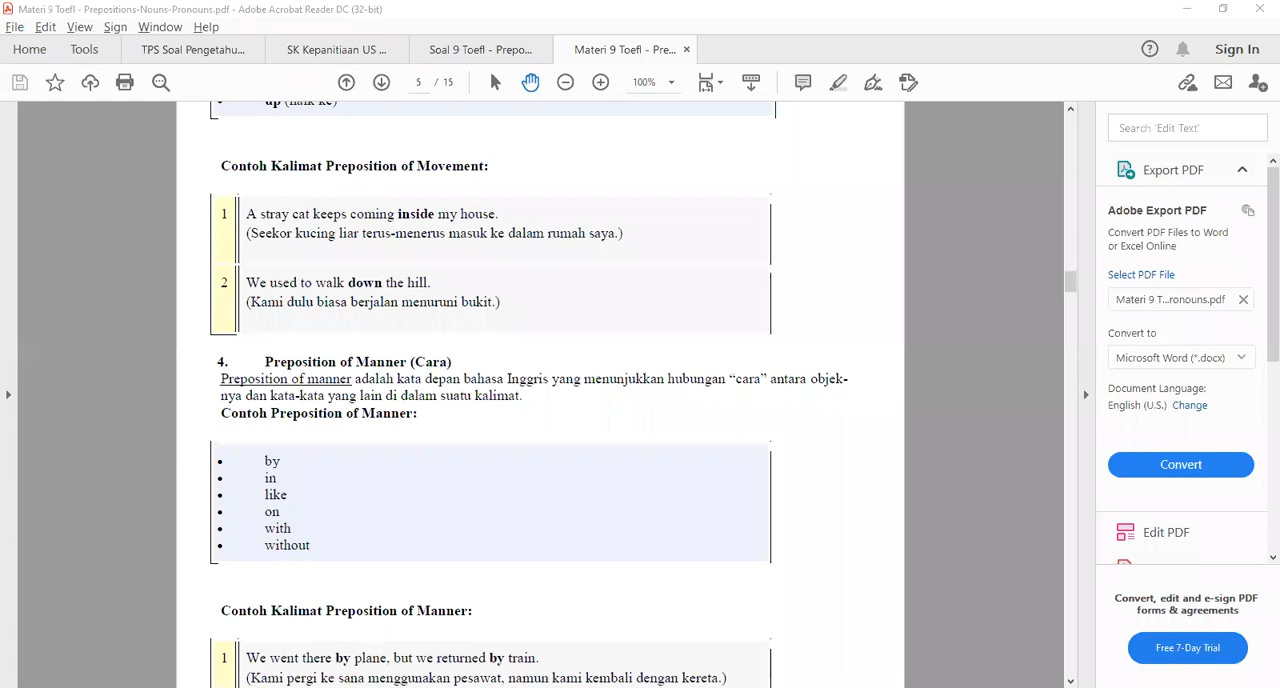 Materi 9 Toefl - Prepositions-Nouns-Pronouns.pdf - Adobe Acrobat Reader DC (32-bit)
File Edit View Sign Window Help
Home Tools TPS Soal Pengetahu... SK Kepanitiaan US ... Soal 9 Toefl - Prepo... Materi 9 Toefl - Pre... × Sign In
5 / 15 100%
up (naik ke)
Contoh Kalimat Preposition of Movement:
1 A stray cat keeps coming inside my house.
(Seekor kucing liar terus-menerus masuk ke dalam rumah saya.)
2 We used to walk down the hill.
(Kami dulu biasa berjalan menuruni bukit.)
4. Preposition of Manner (Cara)
Preposition of manner adalah kata depan bahasa Inggris yang menunjukkan hubungan “cara” antara objek-
nya dan kata-kata yang lain di dalam suatu kalimat.
Contoh Preposition of Manner:
• by
• in
• like
• on
• with
• without
Contoh Kalimat Preposition of Manner:
1 We went there by plane, but we returned by train.
(Kami pergi ke sana menggunakan pesawat, namun kami kembali dengan kereta.)
Search 'Edit Text'
Export PDF
Adobe Export PDF
Convert PDF Files to Word
or Excel Online
Select PDF File
Materi 9 T...ronouns.pdf
Convert to
Microsoft Word (*.docx)
Document Language:
English (U.S.) Change
Convert
Edit PDF
Convert, edit and e-sign PDF
forms & agreements
Free 7-Day Trial